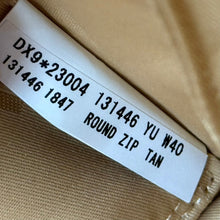 DX9*23004 131446 YU W40
131446 1847 ROUND ZIP TAN